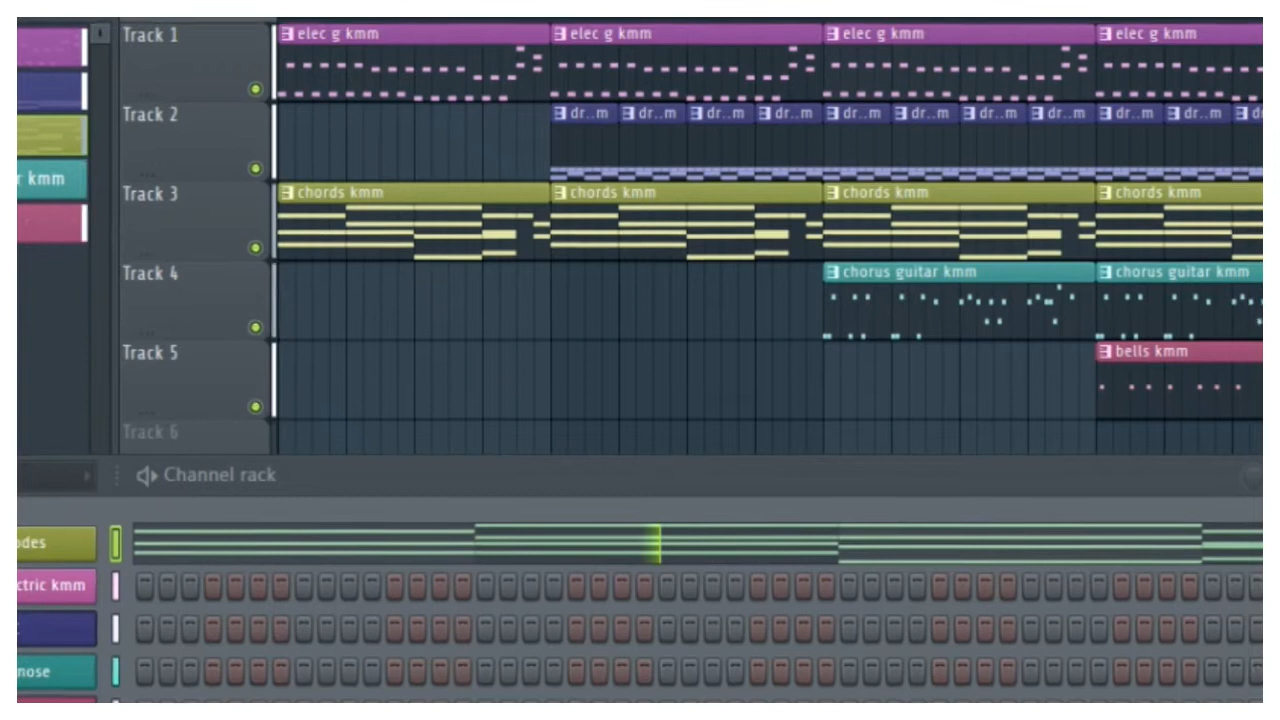 Track 1
elec g kmm elec g kmm elec g kmm elec g kmm
Track 2
dr..m dr..m dr..m dr..m dr..m dr..m dr..m dr..m dr..m dr..m
r kmm
Track 3
chords kmm chords kmm chords kmm chords kmm
Track 4
chorus guitar kmm chorus guitar kmm
Track 5
bells kmm
Track 6
Channel rack
odes
ctric kmm
nose